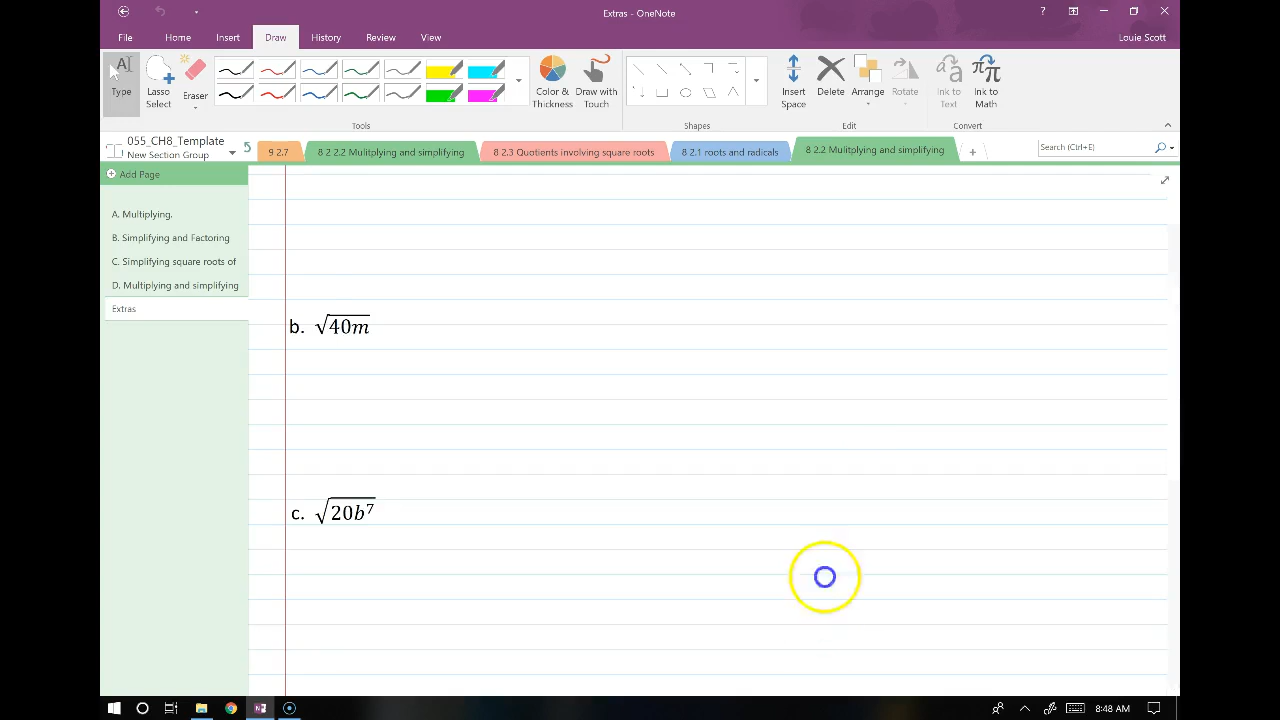 Extras - OneNote
?
File Home Insert Draw History Review View
Louie Scott
Type
Lasso Select
Eraser
Color & Thickness
Draw with Touch
Insert Space
Delete
Arrange
Rotate
Ink to Text
Ink to Math
Tools
Shapes
Edit
Convert
055_CH8_Template
New Section Group
9 2.7
8 2.2.2 Mulitplying and simplifying
8 2.3 Quotients involving square roots
8 2.1 roots and radicals
8 2.2 Mulitplying and simplifying
Search (Ctrl+E)
Add Page
A. Multiplying.
B. Simplifying and Factoring
C. Simplifying square roots of
D. Multiplying and simplifying
Extras
b. √40m
c. √20b⁷
8:48 AM